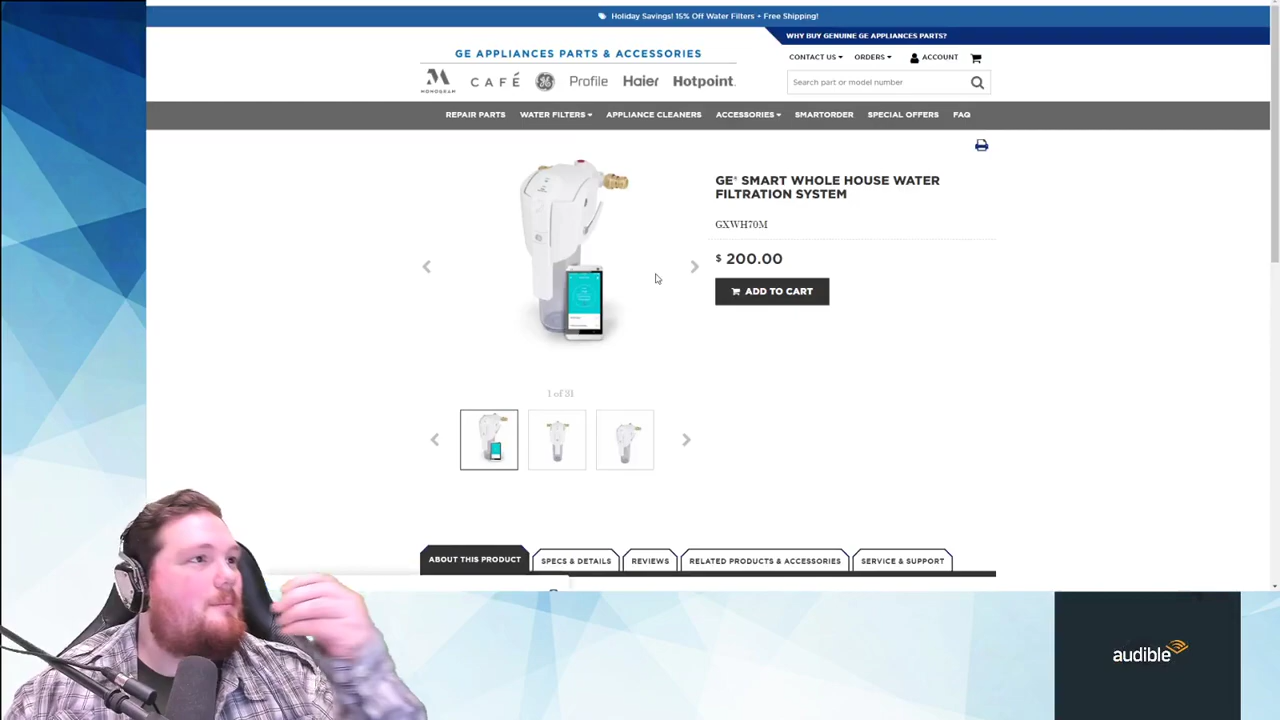 Holiday Savings! 15% Off Water Filters + Free Shipping!
WHY BUY GENUINE GE APPLIANCES PARTS?
GE APPLIANCES PARTS & ACCESSORIES
CONTACT US ORDERS ACCOUNT
MONOGRAM CAFÉ Profile Haier Hotpoint.
Search part or model number
REPAIR PARTS WATER FILTERS APPLIANCE CLEANERS ACCESSORIES SMARTORDER SPECIAL OFFERS FAQ
GE® SMART WHOLE HOUSE WATER
FILTRATION SYSTEM
GXWH70M
$ 200.00
ADD TO CART
1 of 31
ABOUT THIS PRODUCT SPECS & DETAILS REVIEWS RELATED PRODUCTS & ACCESSORIES SERVICE & SUPPORT
audible